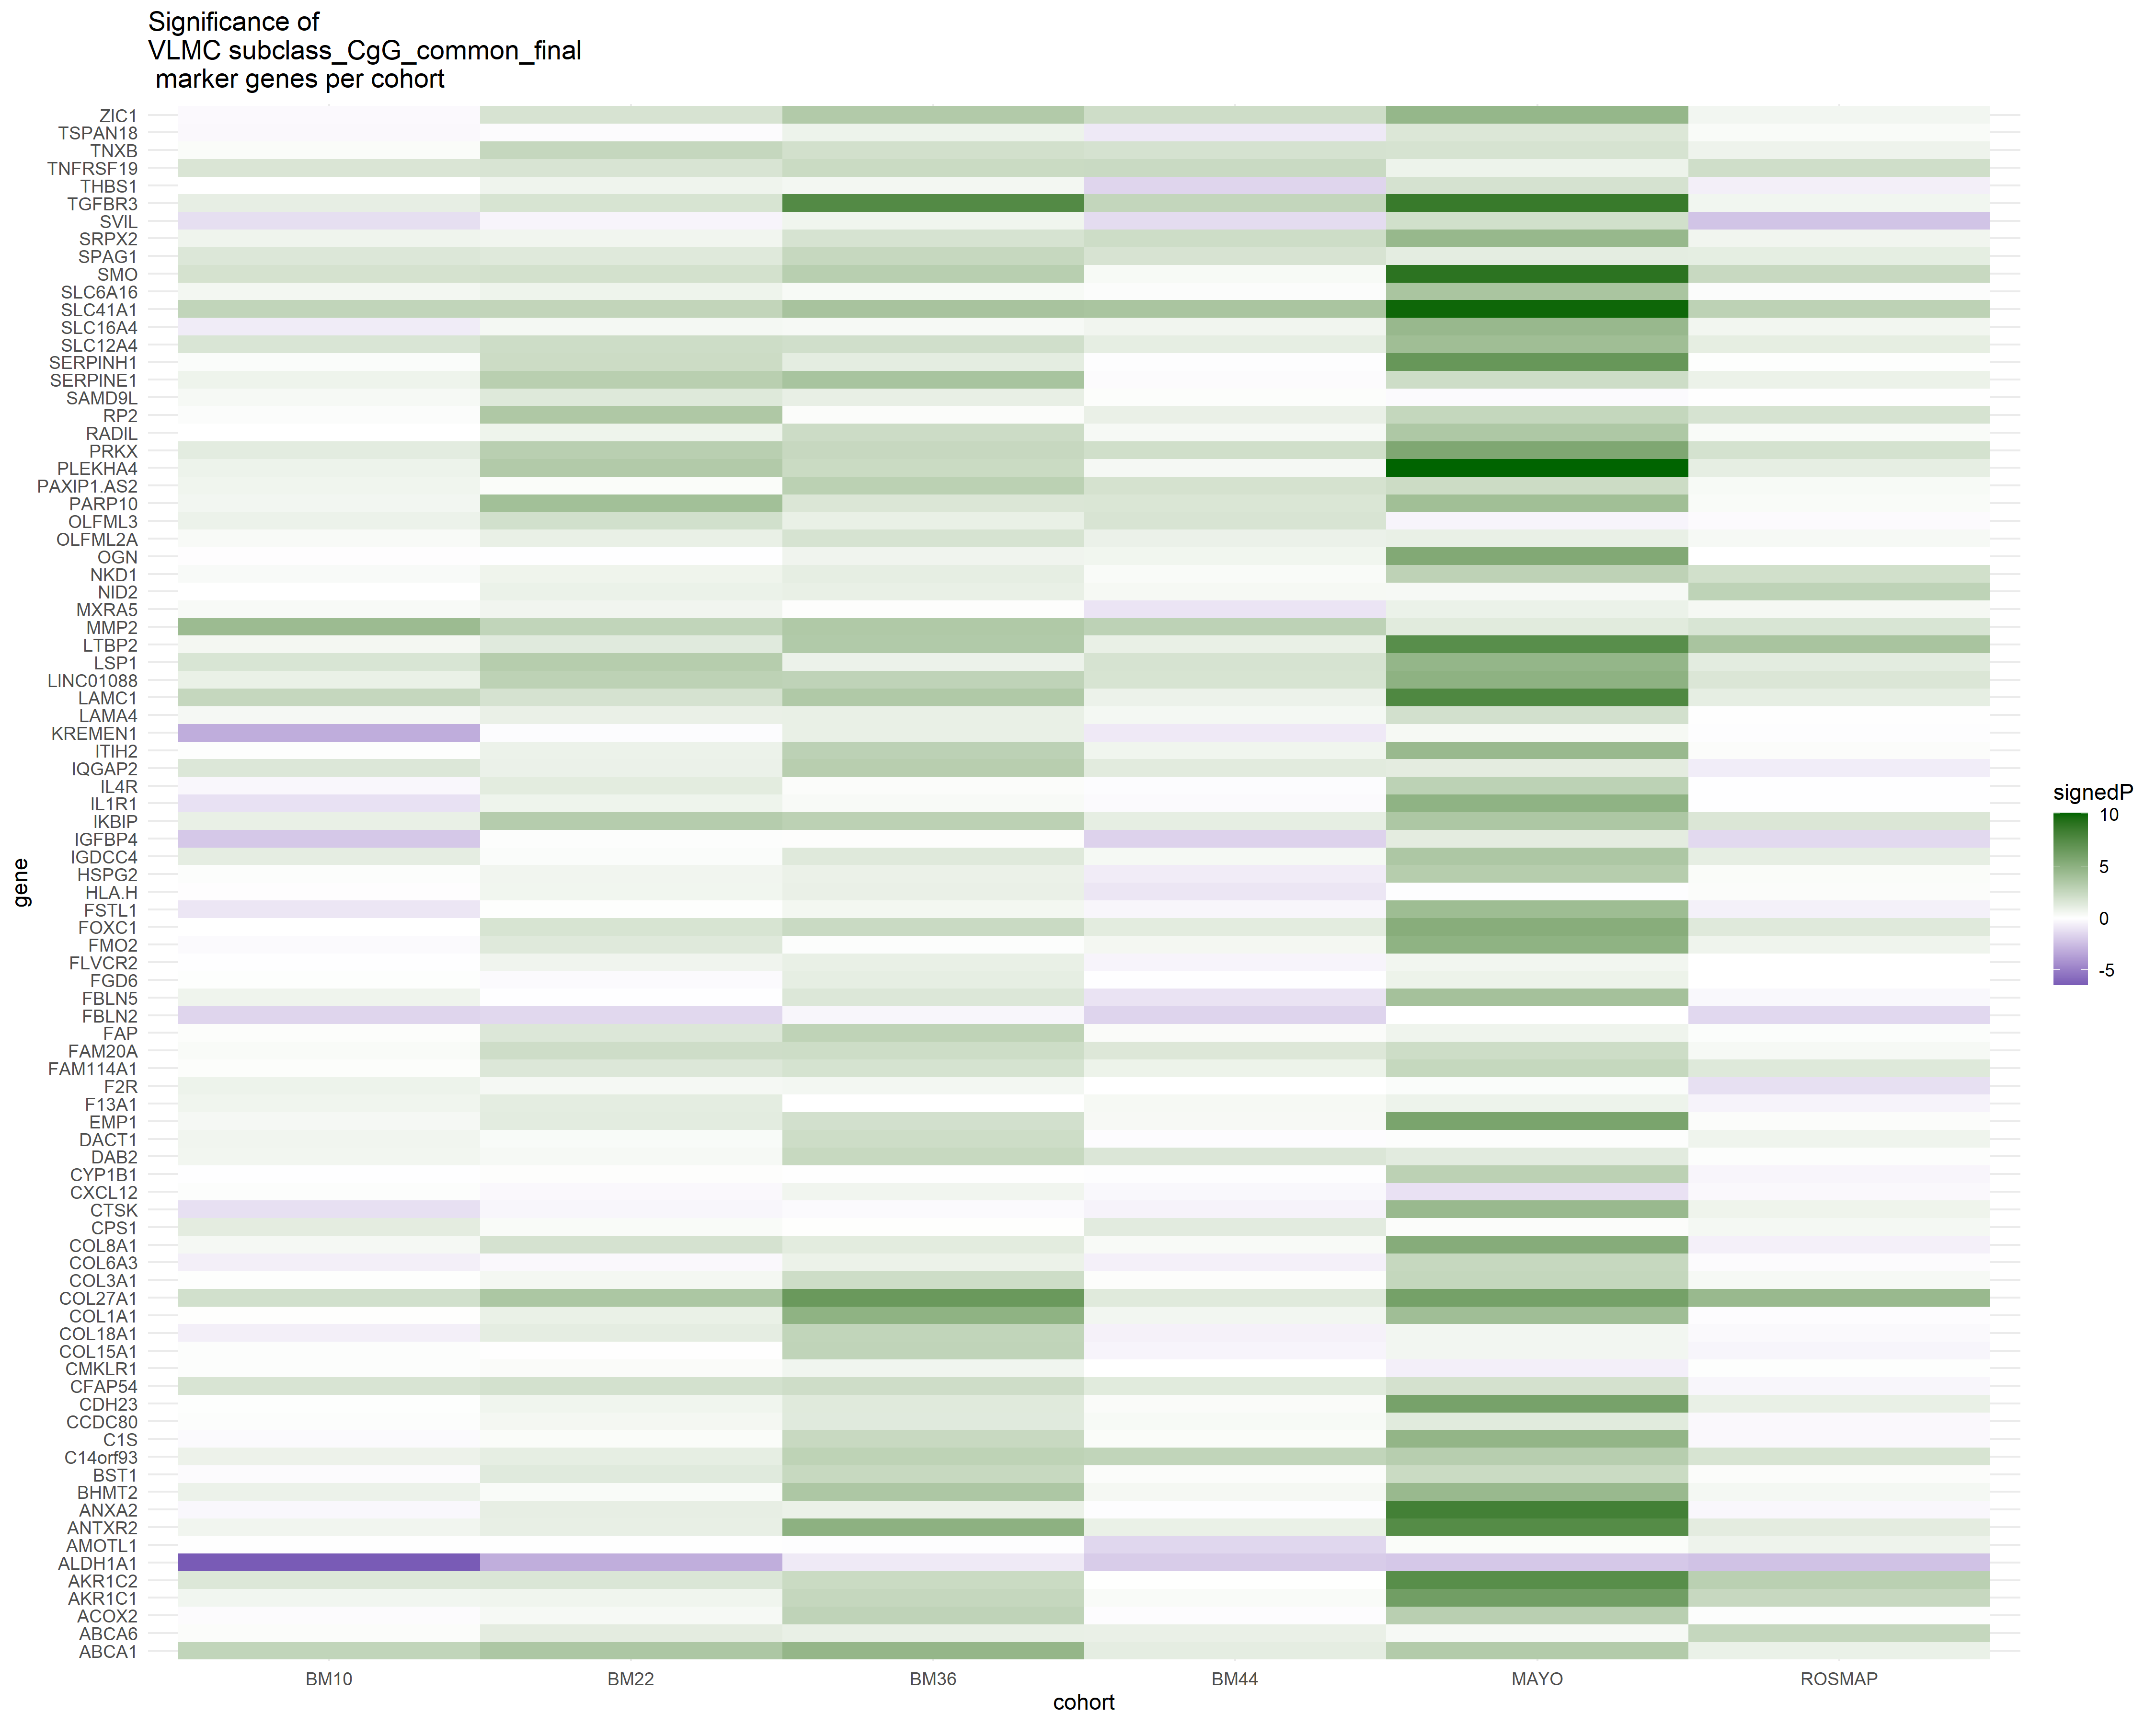 Significance of
VLMC subclass_CgG_common_final
marker genes per cohort
ZIC1
TSPAN18
TNXB
TNFRSF19
THBS1
TGFBR3
SVIL
SRPX2
SPAG1
SMO
SLC6A16
SLC41A1
SLC16A4
SLC12A4
SERPINH1
SERPINE1
SAMD9L
RP2
RADIL
PRKX
PLEKHA4
PAXIP1.AS2
PARP10
OLFML3
OLFML2A
OGN
NKD1
NID2
MXRA5
MMP2
LTBP2
LSP1
LINC01088
LAMC1
LAMA4
KREMEN1
ITIH2
IQGAP2
IL4R
IL1R1
IKBIP
IGFBP4
IGDCC4
HSPG2
HLA.H
FSTL1
FOXC1
FMO2
FLVCR2
FGD6
FBLN5
FBLN2
FAP
FAM20A
FAM114A1
F2R
F13A1
EMP1
DACT1
DAB2
CYP1B1
CXCL12
CTSK
CPS1
COL8A1
COL6A3
COL3A1
COL27A1
COL1A1
COL18A1
COL15A1
CMKLR1
CFAP54
CDH23
CCDC80
C1S
C14orf93
BST1
BHMT2
ANXA2
ANTXR2
AMOTL1
ALDH1A1
AKR1C2
AKR1C1
ACOX2
ABCA6
ABCA1
gene
BM10 BM22 BM36 BM44 MAYO ROSMAP
cohort
signedP
10
5
0
-5